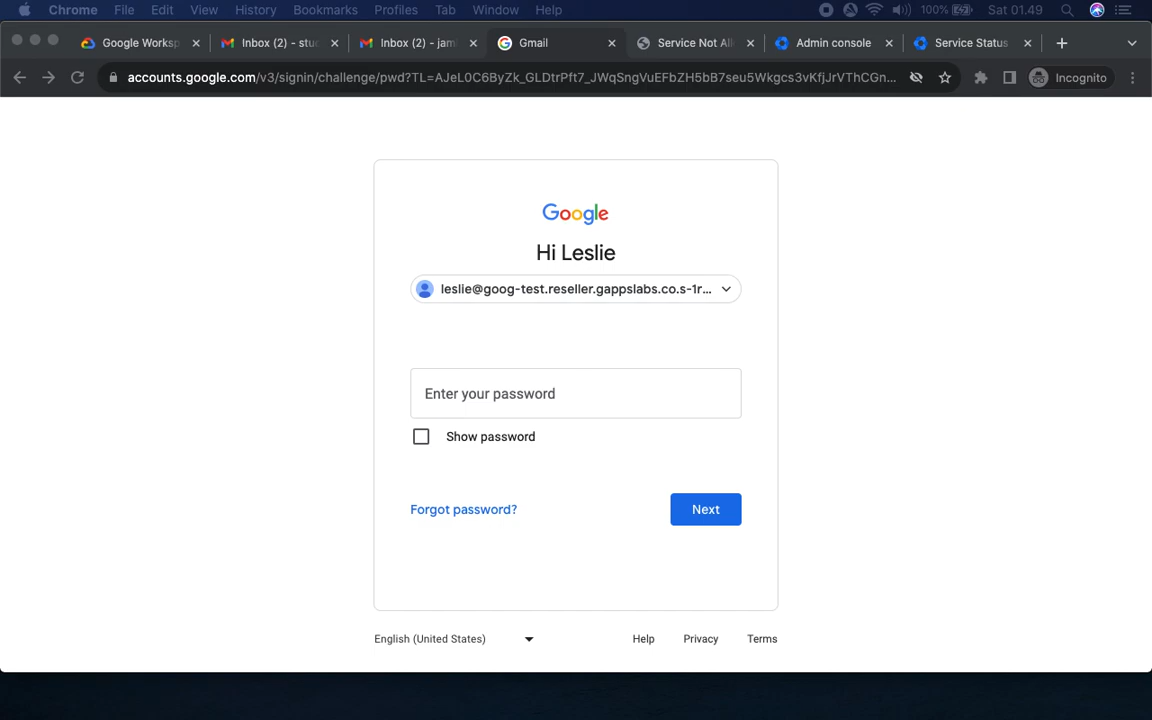 Chrome File Edit View History Bookmarks Profiles Tab Window Help 100% Sat 01.49
Google Worksp Inbox (2) - stu Inbox (2) - jam Gmail Service Not All Admin console Service Status
accounts.google.com/v3/signin/challenge/pwd?TL=AJeL0C6ByZk_GLDtrPft7_JWqSngVuEFbZH5bB7seu5Wkgcs3vKfjJrVThCGn... Incognito
Google
Hi Leslie
leslie@goog-test.reseller.gappslabs.co.s-1r...
Enter your password
Show password
Forgot password? Next
English (United States) Help Privacy Terms